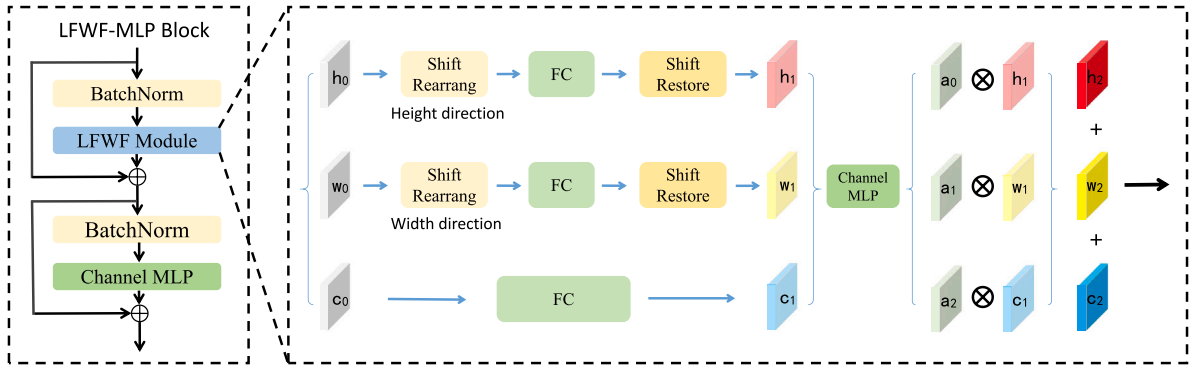 LFWF-MLP Block
BatchNorm
LFWF Module
BatchNorm
Channel MLP
h0
Shift
Rearrang
FC
Shift
Restore
h1
Height direction
w0
Shift
Rearrang
FC
Shift
Restore
w1
Width direction
c0
FC
c1
Channel
MLP
a0 ⊗ h1
h2
+
a1 ⊗ w1
w2
+
a2 ⊗ c1
c2